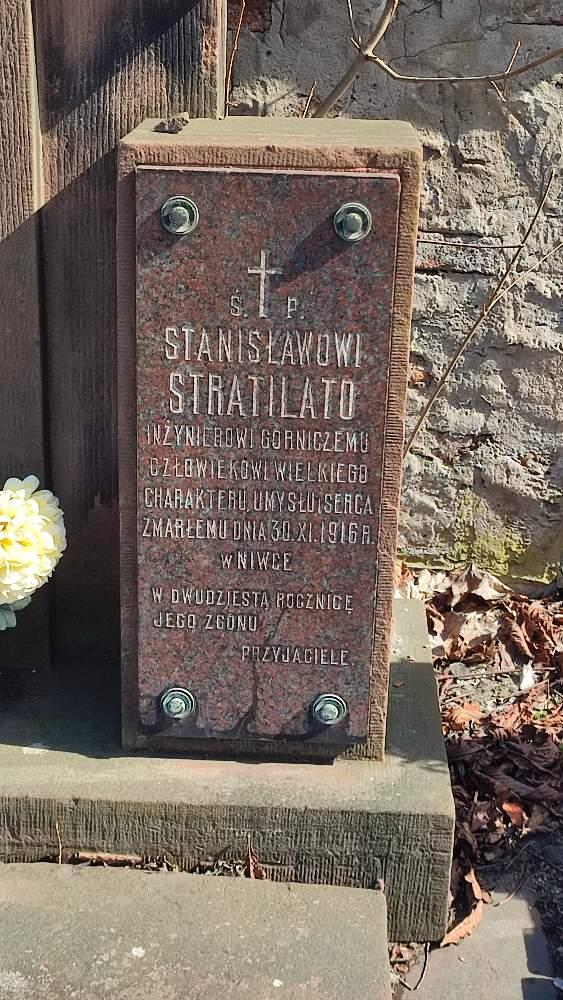 Ś. P.
STANISŁAWOWI
STRATILATO
INŻYNIEROWI GÓRNICZEMU
CZŁOWIEKOWI WIELKIEGO
CHARAKTERU, UMYSŁU i SERCA
ZMARŁEMU DNIA 30.XI.1916 R.
W NIWCE
W DWUDZIESTĄ ROCZNICĘ
JEGO ZGONU
PRZYJACIELE.